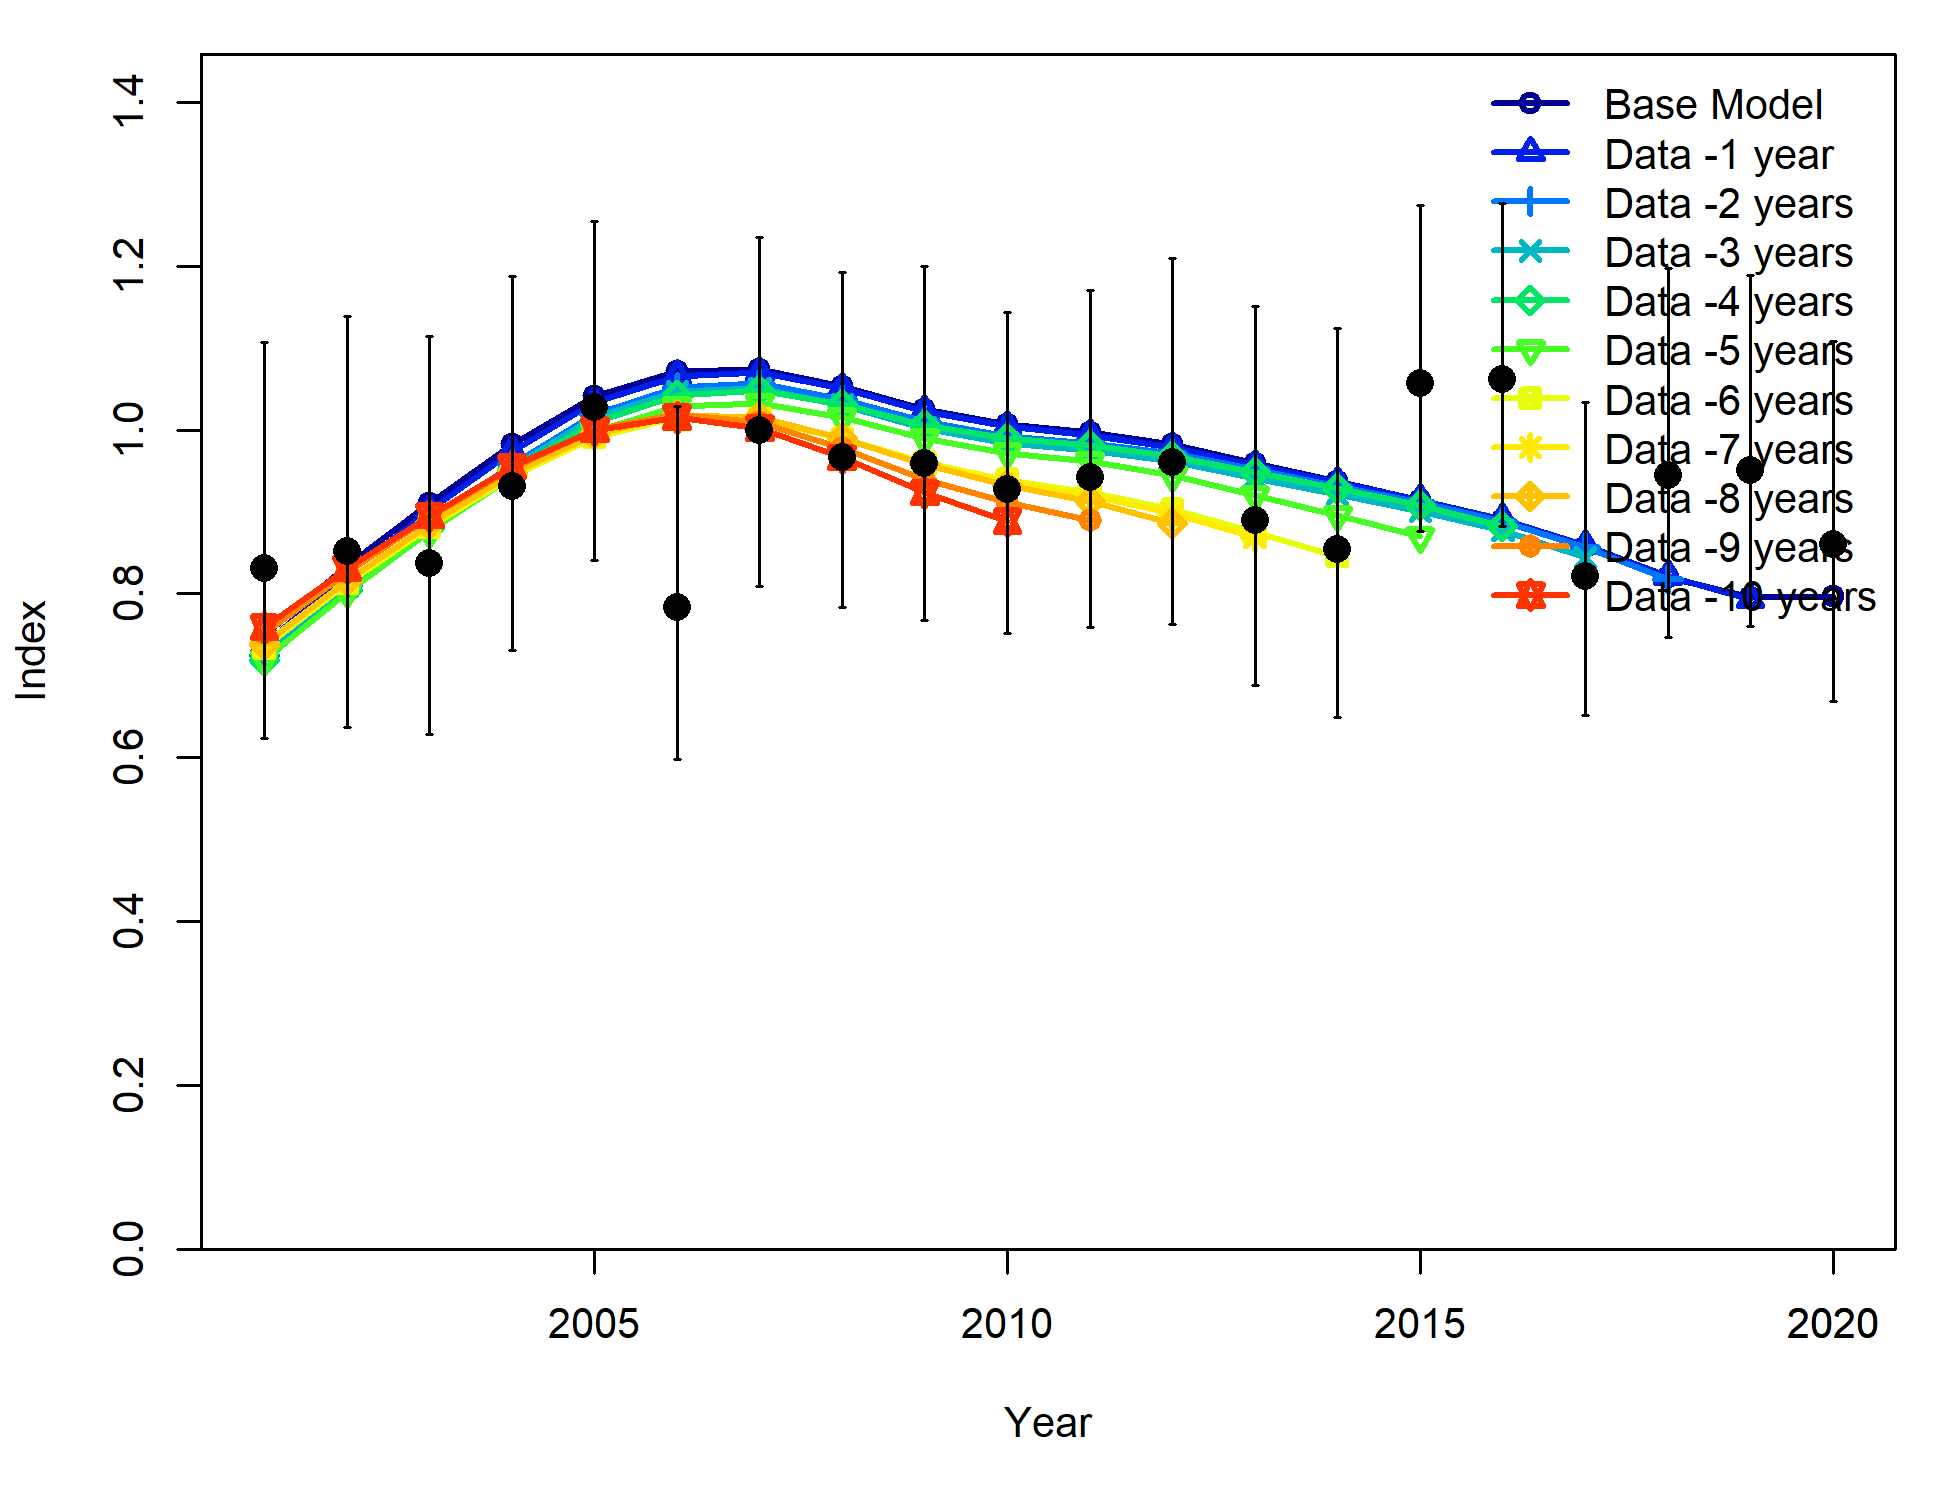 1.4
1.2
1.0
0.8
0.6
0.4
0.2
0.0
Index
Base Model
Data -1 year
Data -2 years
Data -3 years
Data -4 years
Data -5 years
Data -6 years
Data -7 years
Data -8 years
Data -9 years
Data -10 years
2005
2010
2015
2020
Year